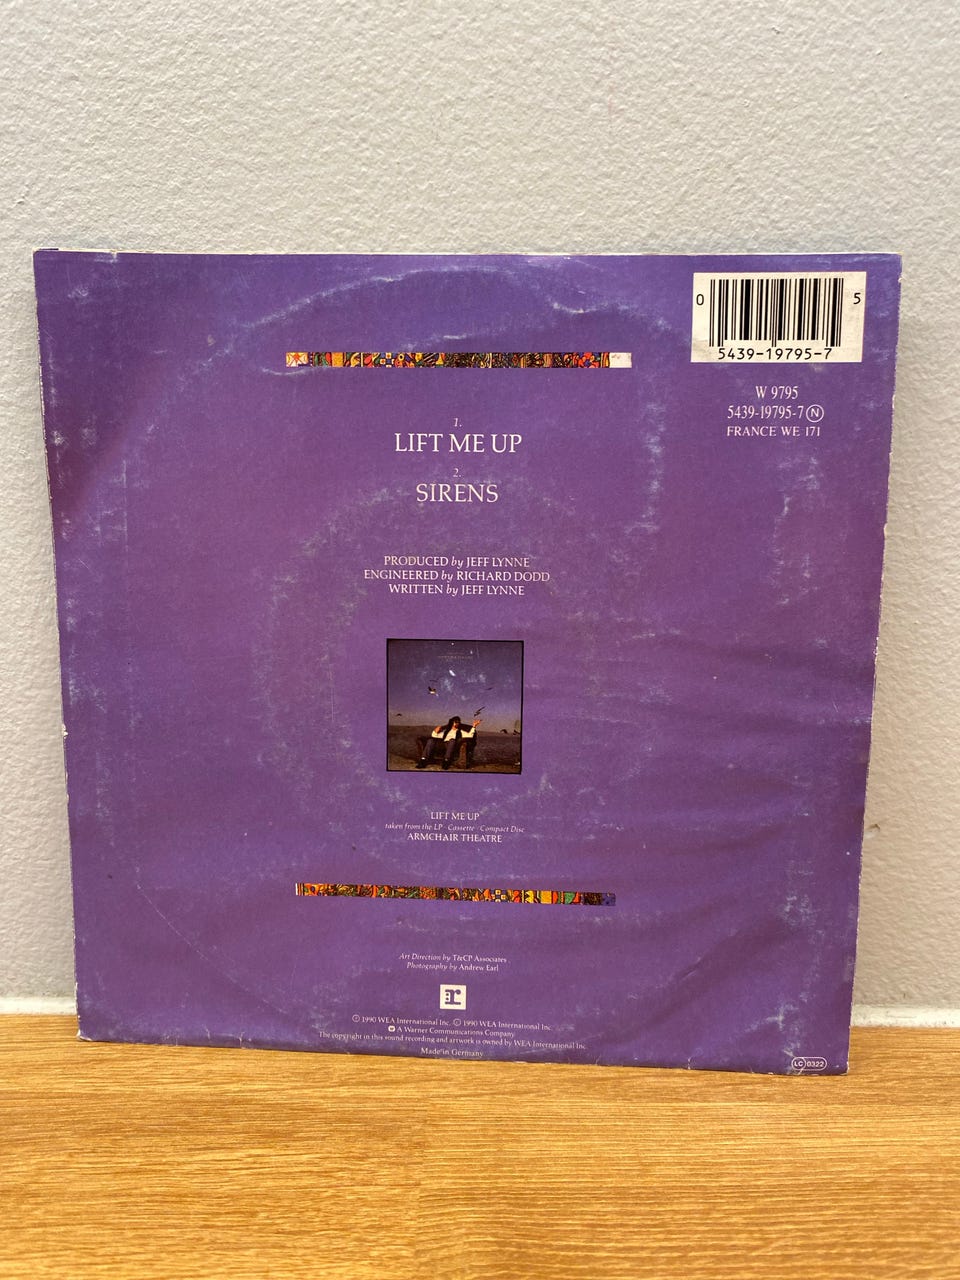 0 5
5439-19795-7
W 9795
5439-19795-7 Ⓝ
FRANCE WE 171
1.
LIFT ME UP
2.
SIRENS
PRODUCED by JEFF LYNNE
ENGINEERED by RICHARD DODD
WRITTEN by JEFF LYNNE
LIFT ME UP
taken from the LP · Cassette · Compact Disc
ARMCHAIR THEATRE
Art Direction by T&CP Associates
Photography by Andrew Earl
r
℗ 1990 WEA International Inc. © 1990 WEA International Inc.
A Warner Communications Company
The copyright in this sound recording and artwork is owned by WEA International Inc.
Made in Germany
LC 0322